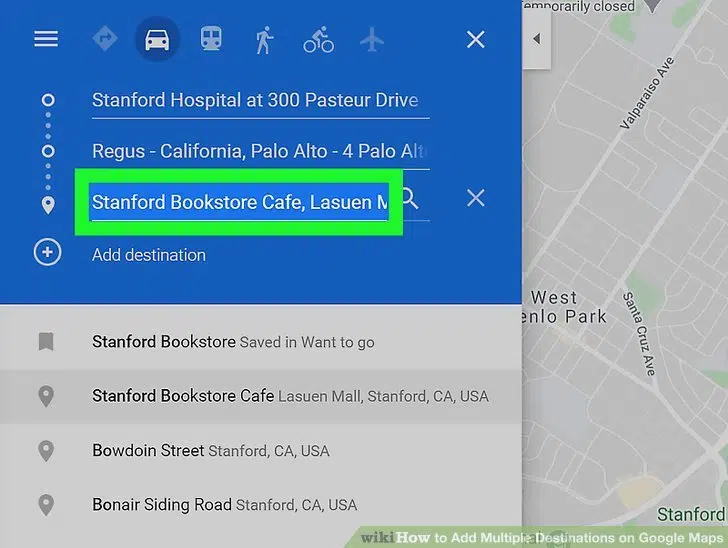 Temporarily closed
Stanford Hospital at 300 Pasteur Drive
Regus - California, Palo Alto - 4 Palo Alt
Stanford Bookstore Cafe, Lasuen M
Add destination
Stanford Bookstore Saved in Want to go
Stanford Bookstore Cafe Lasuen Mall, Stanford, CA, USA
Bowdoin Street Stanford, CA, USA
Bonair Siding Road Stanford, CA, USA
Valparaiso Ave
West
enlo Park
Santa Cruz Ave
Stanford
wikiHow to Add Multiple Destinations on Google Maps